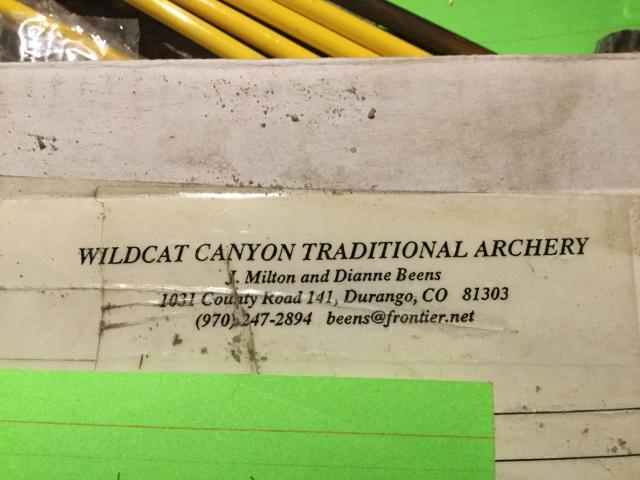 WILDCAT CANYON TRADITIONAL ARCHERY
J. Milton and Dianne Beens
1031 County Road 141, Durango, CO 81303
(970) 247-2894 beens@frontier.net